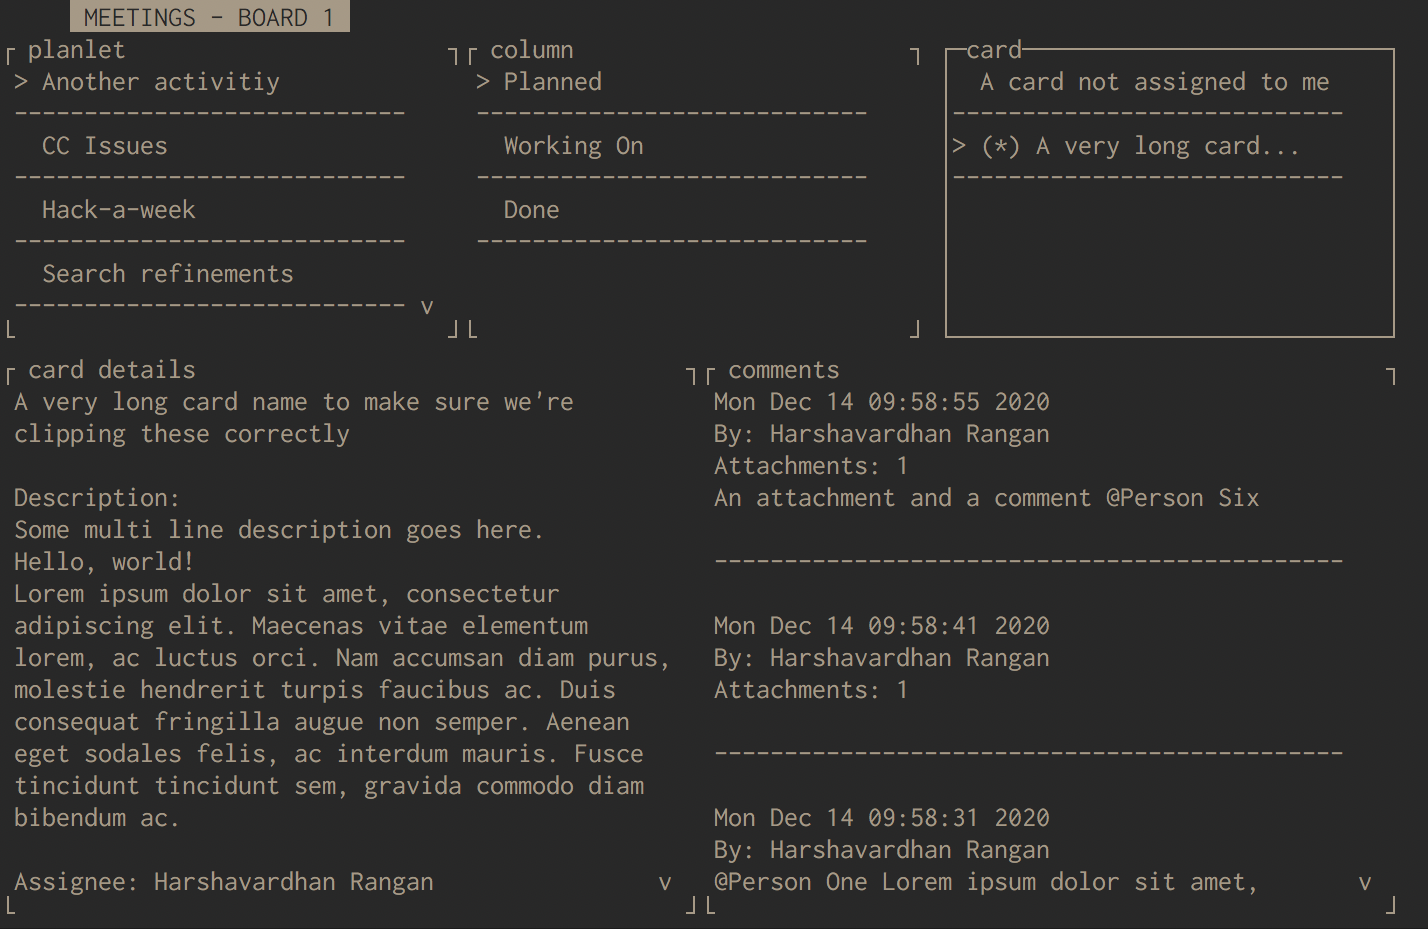 MEETINGS - BOARD 1
planlet
> Another activitiy
---------------------------- 
CC Issues
----------------------------
Hack-a-week
----------------------------
Search refinements
---------------------------- v
column
> Planned
----------------------------
Working On
----------------------------
Done
----------------------------
card
A card not assigned to me
----------------------------
> (*) A very long card...
----------------------------
card details
A very long card name to make sure we're
clipping these correctly
Description:
Some multi line description goes here.
Hello, world!
Lorem ipsum dolor sit amet, consectetur
adipiscing elit. Maecenas vitae elementum
lorem, ac luctus orci. Nam accumsan diam purus,
molestie hendrerit turpis faucibus ac. Duis
consequat fringilla augue non semper. Aenean
eget sodales felis, ac interdum mauris. Fusce
tincidunt tincidunt sem, gravida commodo diam
bibendum ac.
Assignee: Harshavardhan Rangan v
comments
Mon Dec 14 09:58:55 2020
By: Harshavardhan Rangan
Attachments: 1
An attachment and a comment @Person Six
---------------------------------------------
Mon Dec 14 09:58:41 2020
By: Harshavardhan Rangan
Attachments: 1
---------------------------------------------
Mon Dec 14 09:58:31 2020
By: Harshavardhan Rangan
@Person One Lorem ipsum dolor sit amet, v